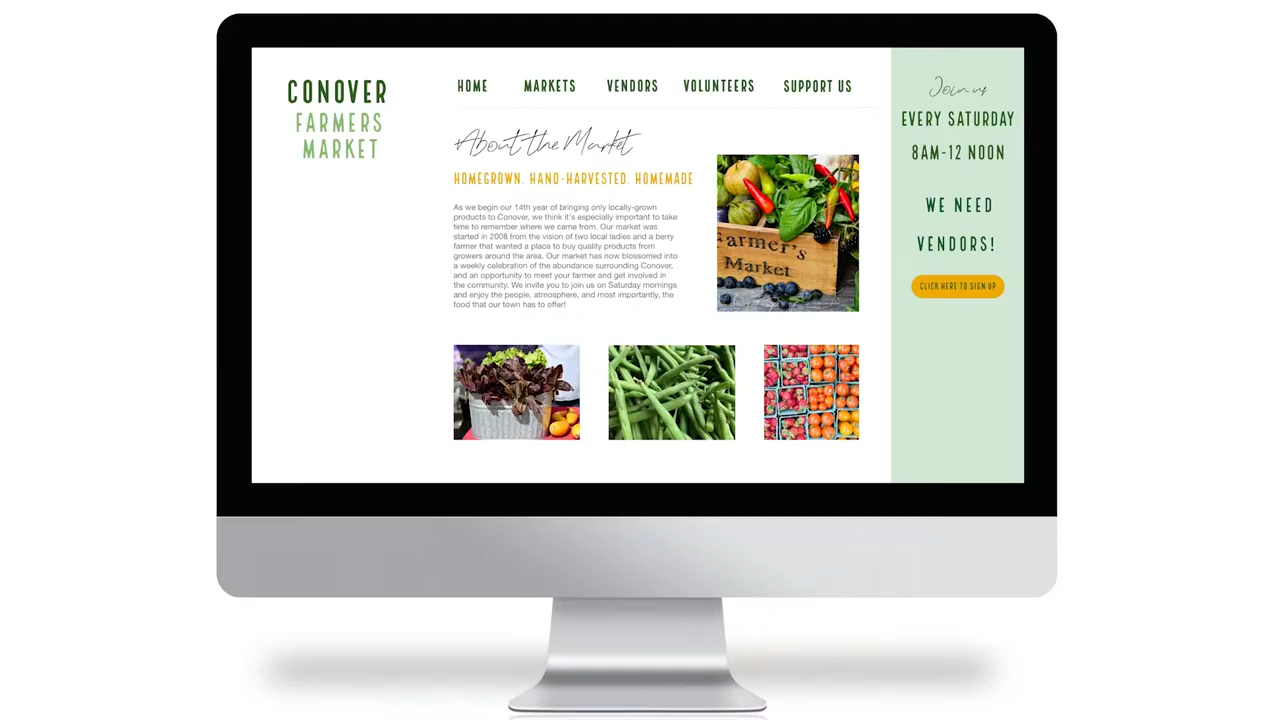 CONOVER
FARMERS
MARKET
HOME MARKETS VENDORS VOLUNTEERS SUPPORT US
About the Market
HOMEGROWN. HAND-HARVESTED. HOMEMADE
As we begin our 14th year of bringing only locally-grown
products to Conover, we think it's especially important to take
time to remember where we came from. Our market was
started in 2008 from the vision of two local ladies and a berry
farmer that wanted a place to buy quality products from
growers around the area. Our market has now blossomed into
a weekly celebration of the abundance surrounding Conover,
and an opportunity to meet your farmer and get involved in
the community. We invite you to join us on Saturday mornings
and enjoy the people, atmosphere, and most importantly, the
food that our town has to offer!
Farmer's
Market
Join us
EVERY SATURDAY
8AM-12 NOON
WE NEED
VENDORS!
CLICK HERE TO SIGN UP